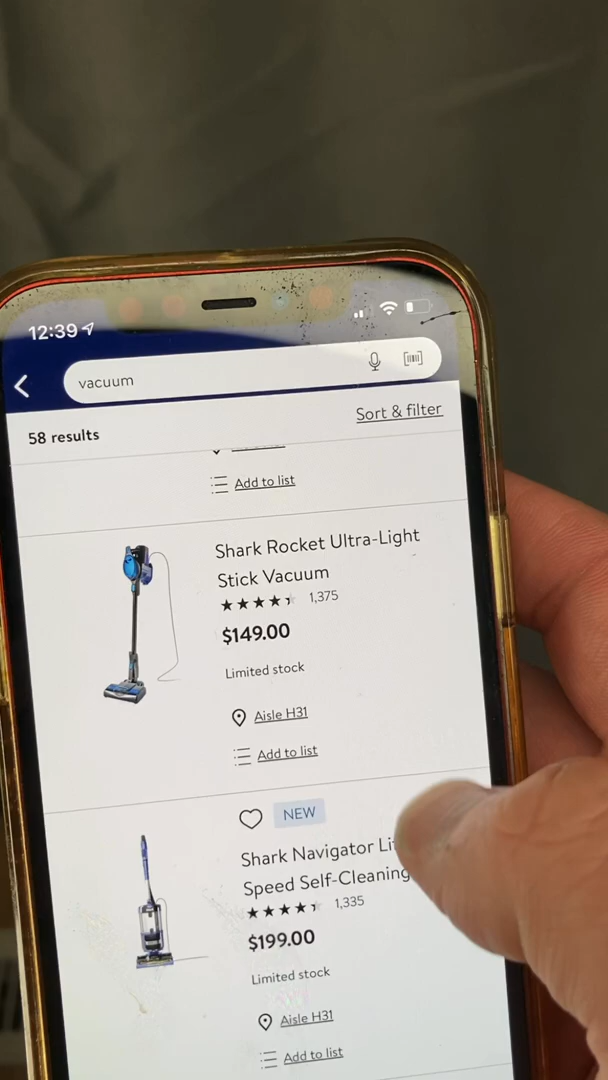 12:39
vacuum
Sort & filter
58 results
Add to list
Shark Rocket Ultra-Light
Stick Vacuum
1,375
$149.00
Limited stock
Aisle H31
Add to list
NEW
Shark Navigator
Speed Self-Cleaning
1,335
$199.00
Limited stock
Aisle H31
Add to list